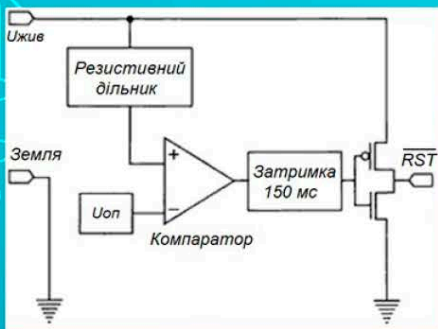 Uжив
Резистивний
дільник
Земля
+
Затримка
150 мс
RST
Uоп
−
Компаратор